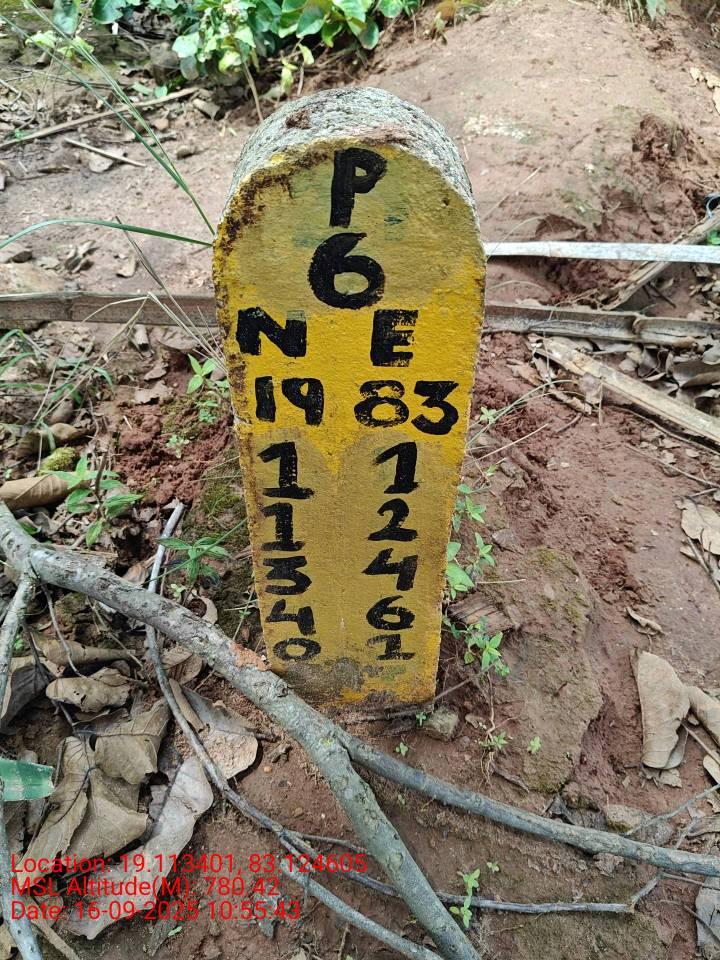 P
6
N E
19 83
1 1
1 2
3 4
4 6
0 1
Location: 19.113401, 83.124605
MSL Altitude(M): 780.42
Date: 16-09-2025 10:55:43